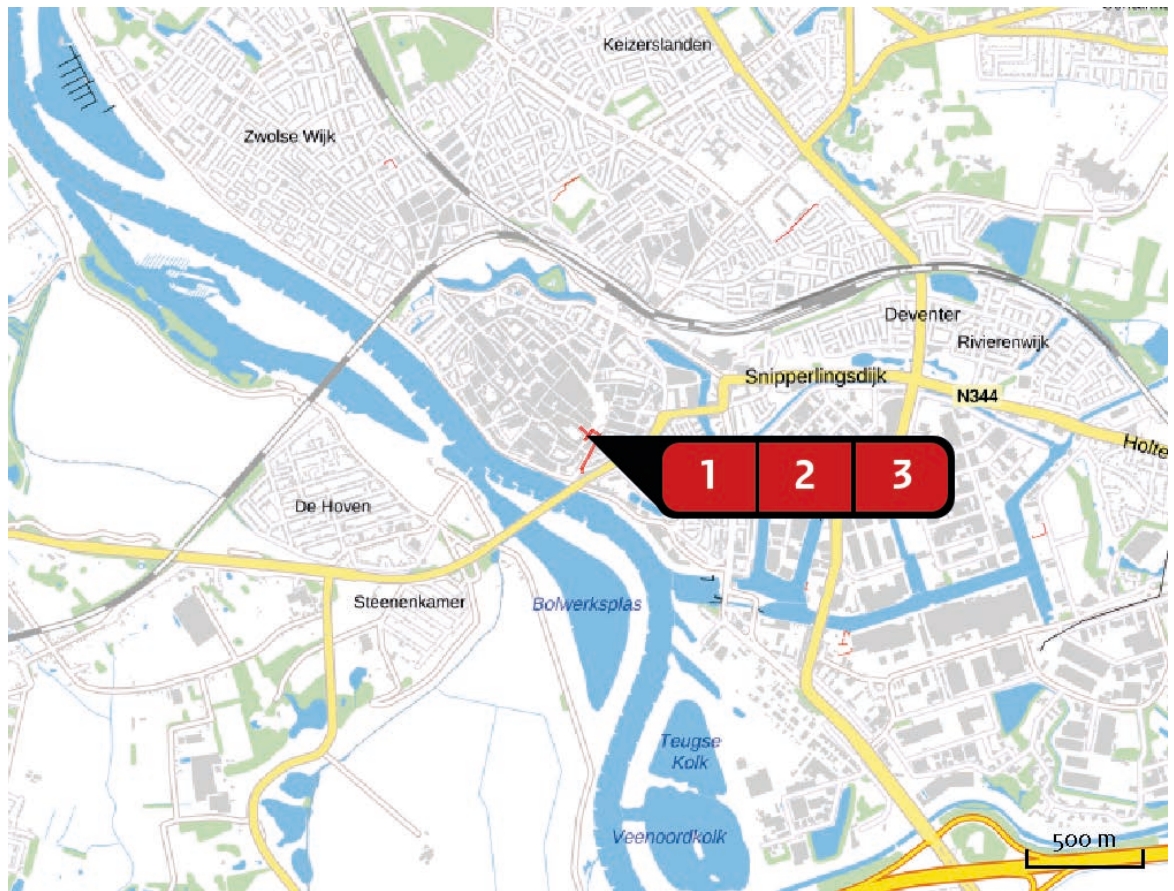 Keizerslanden
Zwolse Wijk
Deventer
Rivierenwijk
Snipperlingsdijk
N344
Holte
1 2 3
De Hoven
Steenenkamer
Bolwerksplas
Teugse
Kolk
Veenoordkolk
500 m